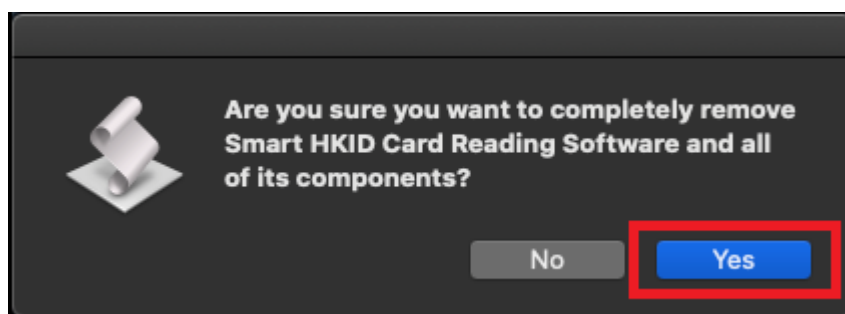 Are you sure you want to completely remove
Smart HKID Card Reading Software and all
of its components?
No
Yes